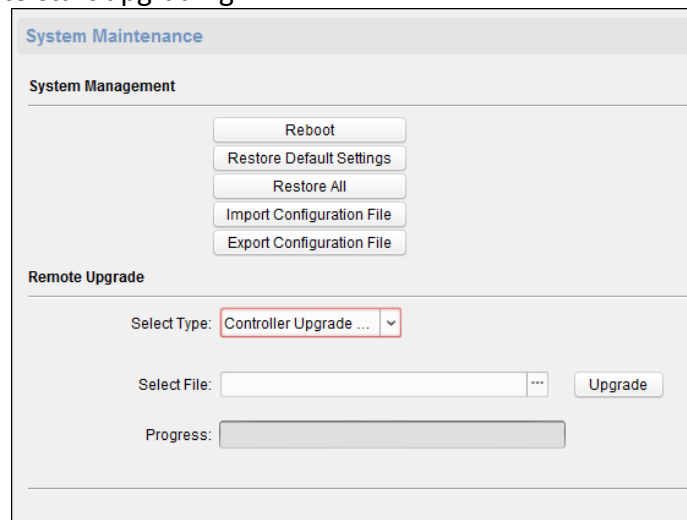 System Maintenance
System Management
Reboot
Restore Default Settings
Restore All
Import Configuration File
Export Configuration File
Remote Upgrade
Select Type: Controller Upgrade ...
Select File: ... Upgrade
Progress: